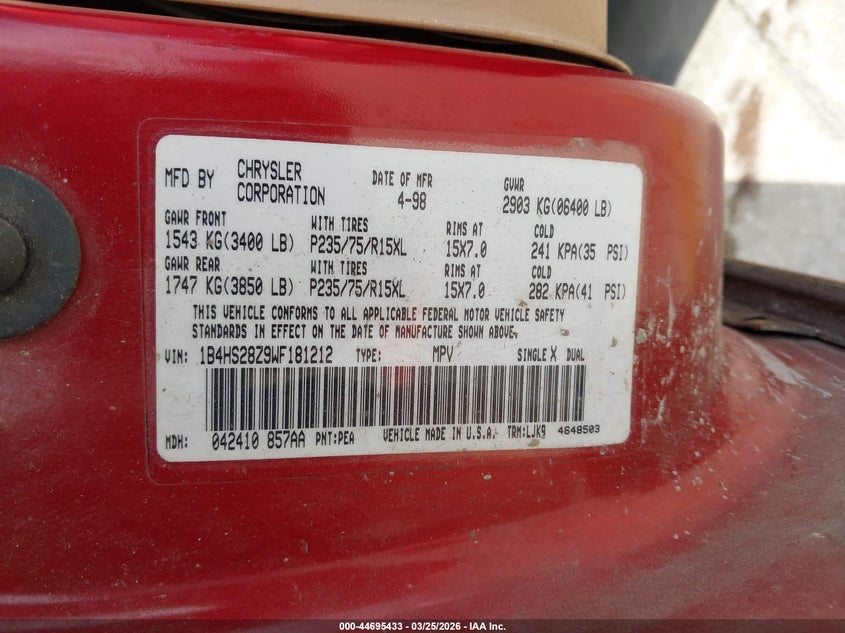 MFD BY CHRYSLER CORPORATION DATE OF MFR 4-98 GVWR 2903 KG(06400 LB)
GAWR FRONT WITH TIRES RIMS AT COLD
1543 KG(3400 LB) P235/75/R15XL 15X7.0 241 KPA(35 PSI)
GAWR REAR WITH TIRES RIMS AT COLD
1747 KG(3850 LB) P235/75/R15XL 15X7.0 282 KPA(41 PSI)
THIS VEHICLE CONFORMS TO ALL APPLICABLE FEDERAL MOTOR VEHICLE SAFETY
STANDARDS IN EFFECT ON THE DATE OF MANUFACTURE SHOWN ABOVE.
VIN: 1B4HS28Z9WF181212 TYPE: MPV SINGLE X DUAL
MDH: 042410 857AA PNT:PEA VEHICLE MADE IN U.S.A. TRM:LJK9 4648503
000-44695433 | 03/25/2026 - IAA Inc.